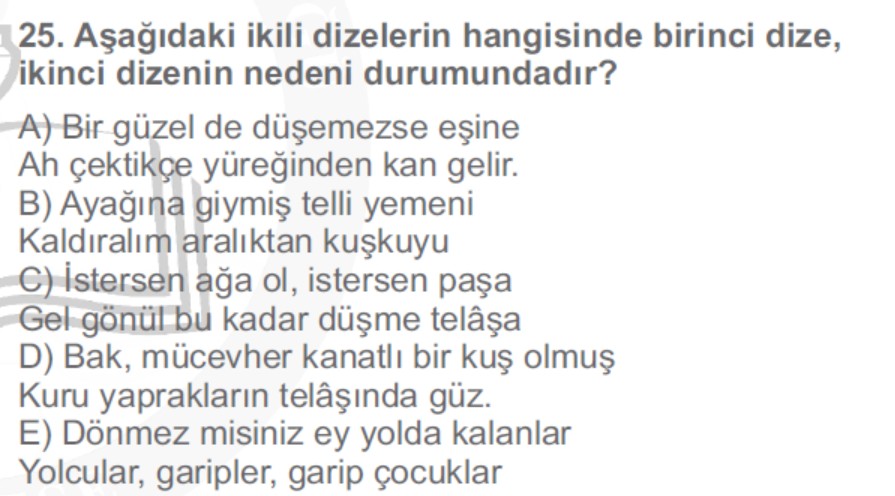 25. Aşağıdaki ikili dizelerin hangisinde birinci dize,
ikinci dizenin nedeni durumundadır?
A) Bir güzel de düşemezse eşine
Ah çektikçe yüreğinden kan gelir.
B) Ayağına giymiş telli yemeni
Kaldıralım aralıktan kuşkuyu
C) İstersen ağa ol, istersen paşa
Gel gönül bu kadar düşme telâşa
D) Bak, mücevher kanatlı bir kuş olmuş
Kuru yaprakların telâşında güz.
E) Dönmez misiniz ey yolda kalanlar
Yolcular, garipler, garip çocuklar